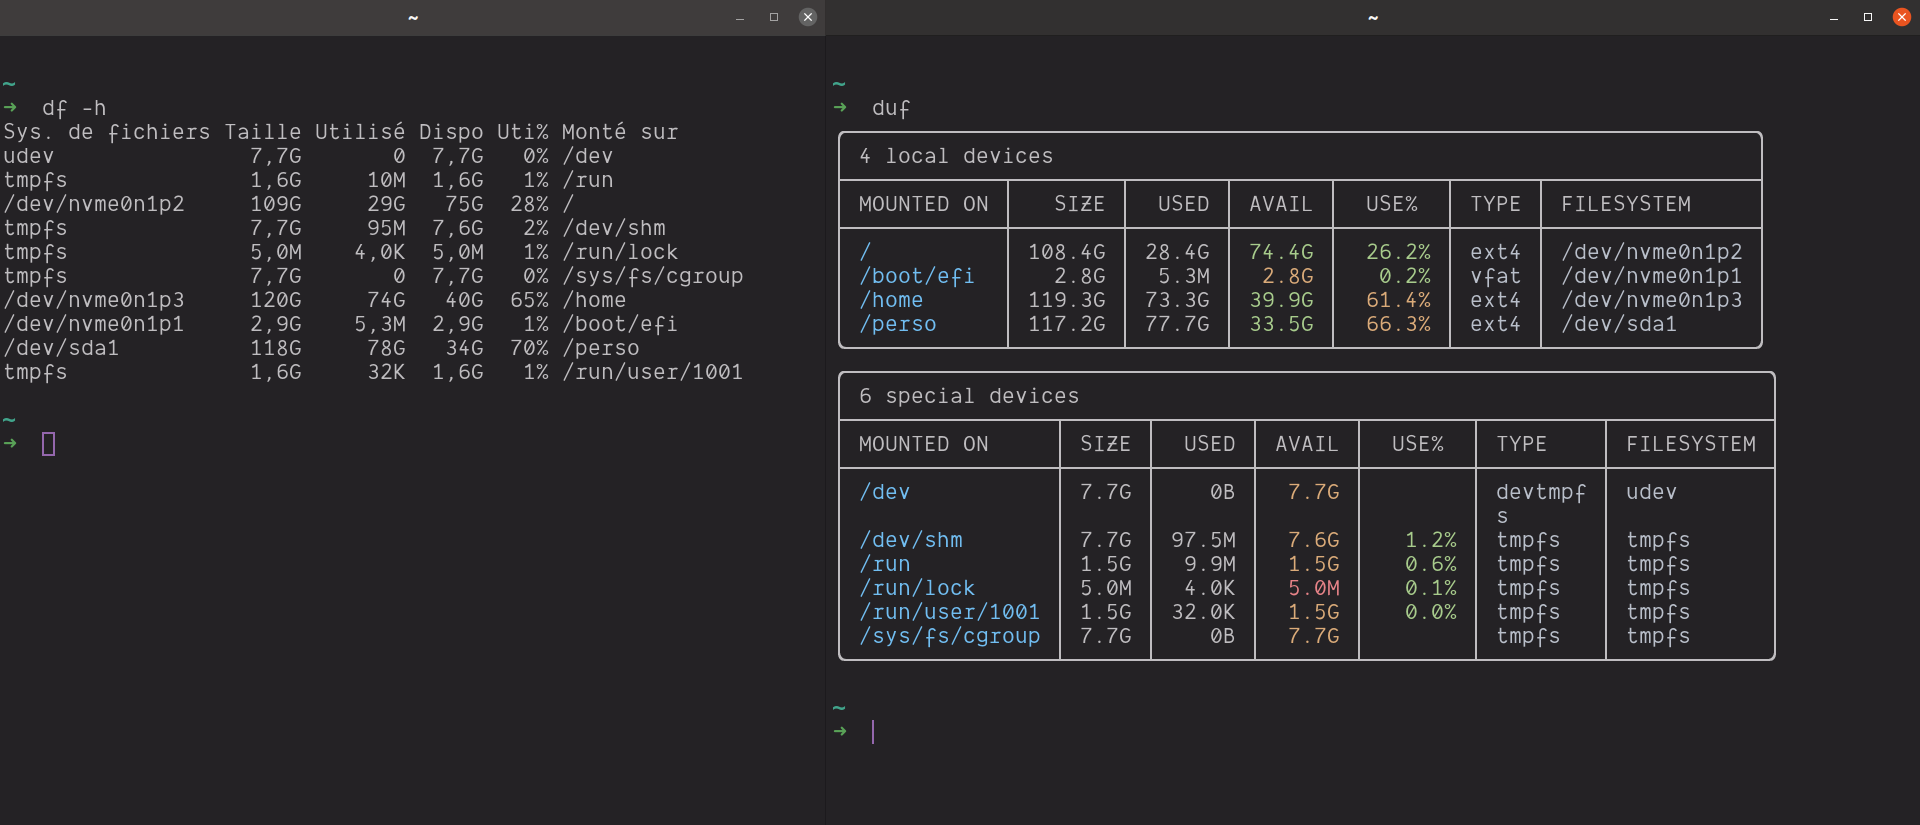 ~
~
➜ df -h
Sys. de fichiers Taille Utilisé Dispo Uti% Monté sur
udev 7,7G 0 7,7G 0% /dev
tmpfs 1,6G 10M 1,6G 1% /run
/dev/nvme0n1p2 109G 29G 75G 28% /
tmpfs 7,7G 95M 7,6G 2% /dev/shm
tmpfs 5,0M 4,0K 5,0M 1% /run/lock
tmpfs 7,7G 0 7,7G 0% /sys/fs/cgroup
/dev/nvme0n1p3 120G 74G 40G 65% /home
/dev/nvme0n1p1 2,9G 5,3M 2,9G 1% /boot/efi
/dev/sda1 118G 78G 34G 70% /perso
tmpfs 1,6G 32K 1,6G 1% /run/user/1001
~
➜
~
~
➜ duf
4 local devices
MOUNTED ON SIZE USED AVAIL USE% TYPE FILESYSTEM
/ 108.4G 28.4G 74.4G 26.2% ext4 /dev/nvme0n1p2
/boot/efi 2.8G 5.3M 2.8G 0.2% vfat /dev/nvme0n1p1
/home 119.3G 73.3G 39.9G 61.4% ext4 /dev/nvme0n1p3
/perso 117.2G 77.7G 33.5G 66.3% ext4 /dev/sda1
6 special devices
MOUNTED ON SIZE USED AVAIL USE% TYPE FILESYSTEM
/dev 7.7G 0B 7.7G devtmpf udev
s
/dev/shm 7.7G 97.5M 7.6G 1.2% tmpfs tmpfs
/run 1.5G 9.9M 1.5G 0.6% tmpfs tmpfs
/run/lock 5.0M 4.0K 5.0M 0.1% tmpfs tmpfs
/run/user/1001 1.5G 32.0K 1.5G 0.0% tmpfs tmpfs
/sys/fs/cgroup 7.7G 0B 7.7G tmpfs tmpfs
~
➜